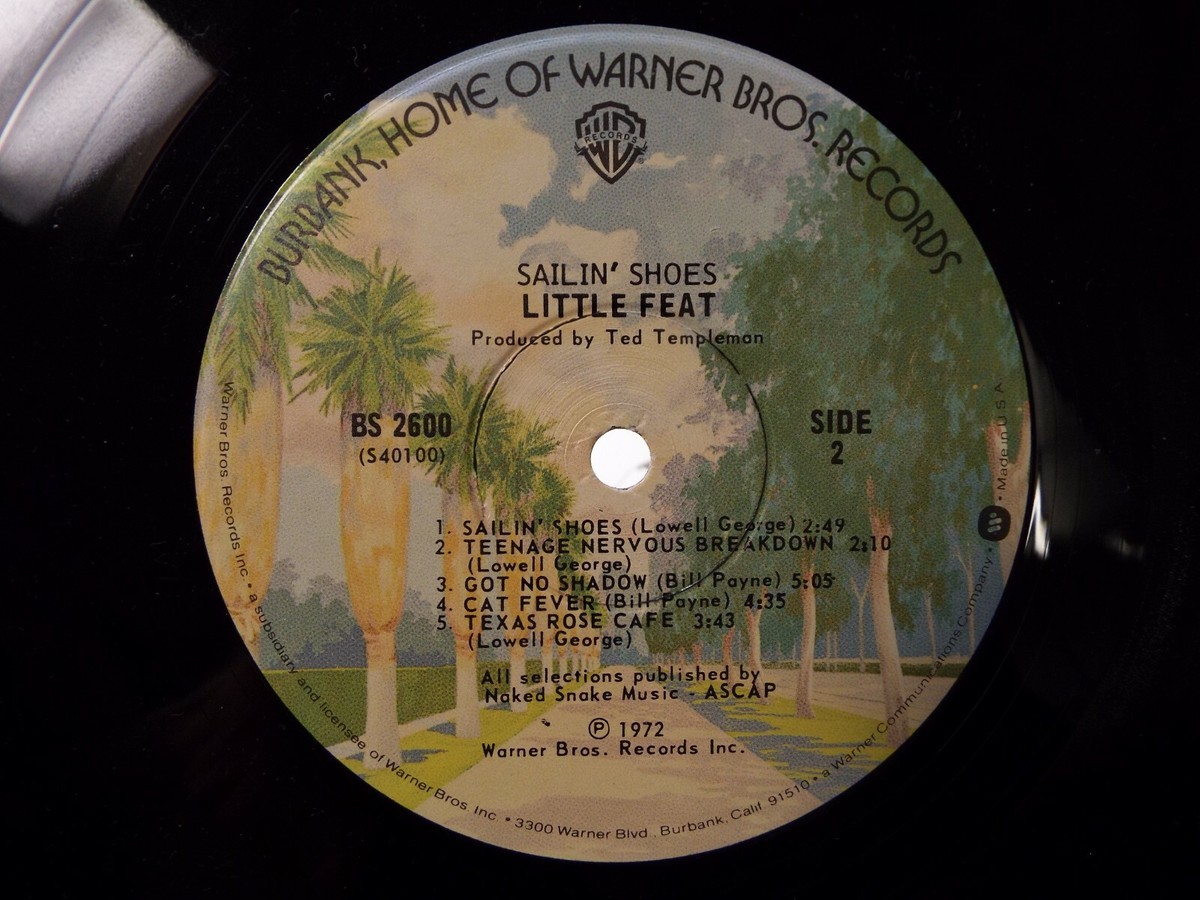 BURBANK, HOME OF WARNER BROS. RECORDS
RECORDS
SAILIN' SHOES
LITTLE FEAT
Produced by Ted Templeman
BS 2600
(S40100)
SIDE
2
1. SAILIN' SHOES (Lowell George) 2:49
2. TEENAGE NERVOUS BREAKDOWN 2:10
(Lowell George)
3. GOT NO SHADOW (Bill Payne) 5:05
4. CAT FEVER (Bill Payne) 4:35
5. TEXAS ROSE CAFE 3:43
(Lowell George)
All selections published by
Naked Snake Music - ASCAP
Ⓟ 1972
Warner Bros. Records Inc.
Warner Bros. Records Inc. • a subsidiary and licensee of Warner Bros. Inc. • 3300 Warner Blvd., Burbank, Calif. 91510 • a Warner Communications Company • Made in U.S.A.